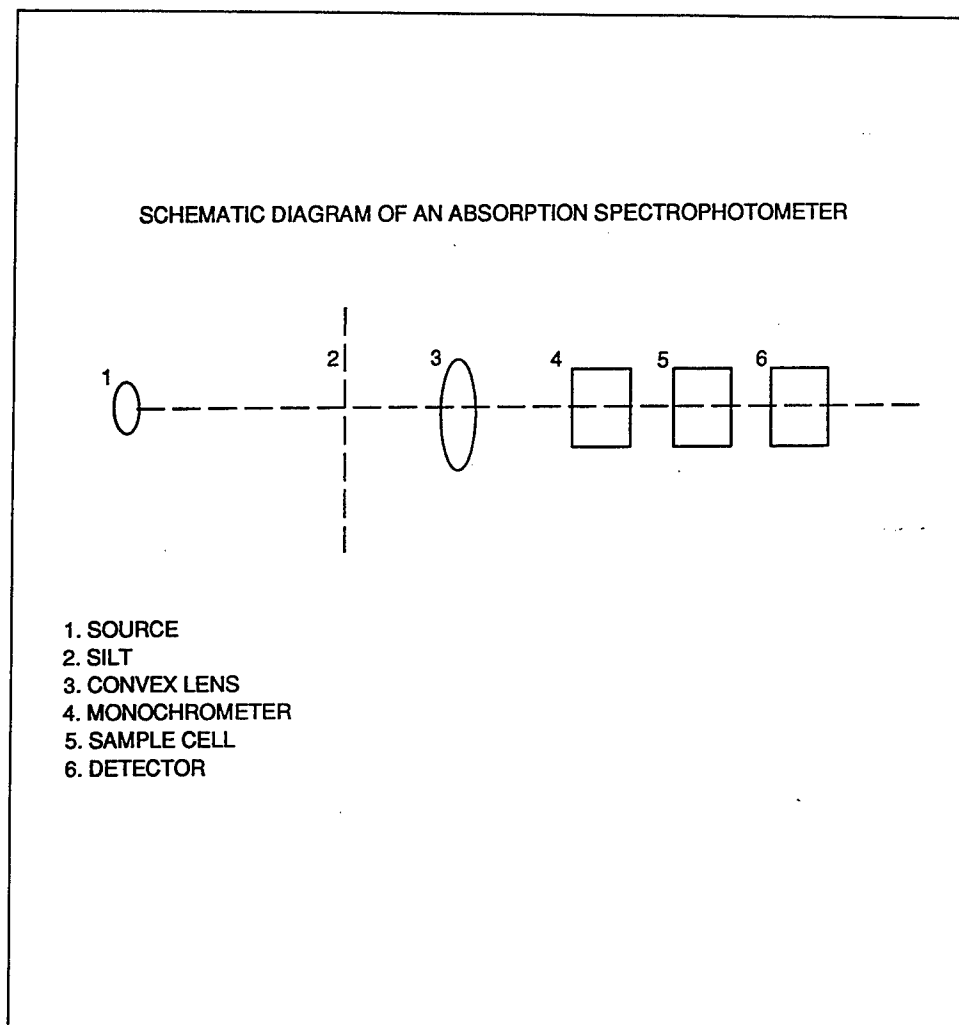 SCHEMATIC DIAGRAM OF AN ABSORPTION SPECTROPHOTOMETER
1
2
3
4
5
6
1. SOURCE
2. SILT
3. CONVEX LENS
4. MONOCHROMETER
5. SAMPLE CELL
6. DETECTOR